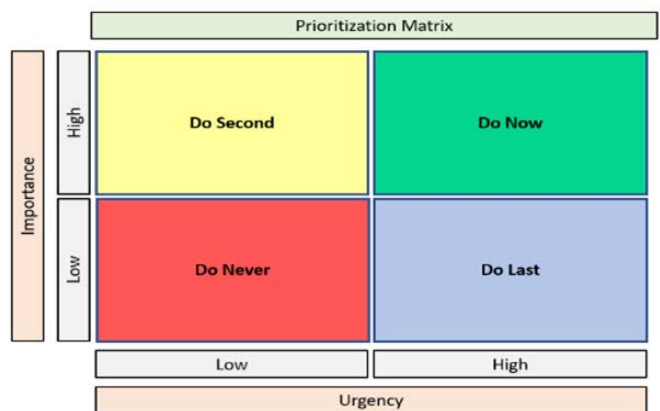 Prioritization Matrix
Importance
High
Do Second
Do Now
Low
Do Never
Do Last
Low
High
Urgency